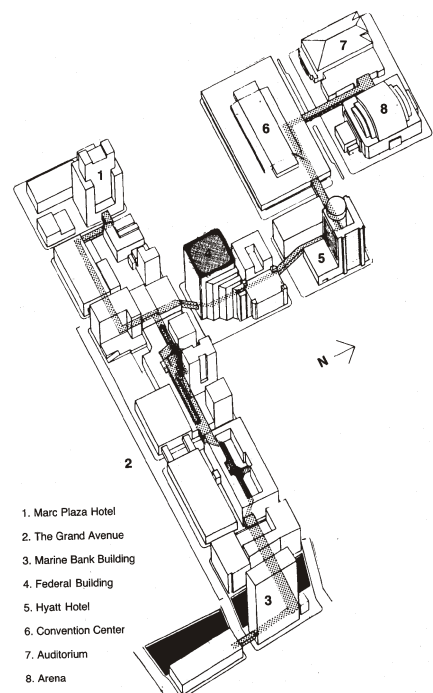 7
8
6
1
5
N
2
3
1. Marc Plaza Hotel
2. The Grand Avenue
3. Marine Bank Building
4. Federal Building
5. Hyatt Hotel
6. Convention Center
7. Auditorium
8. Arena